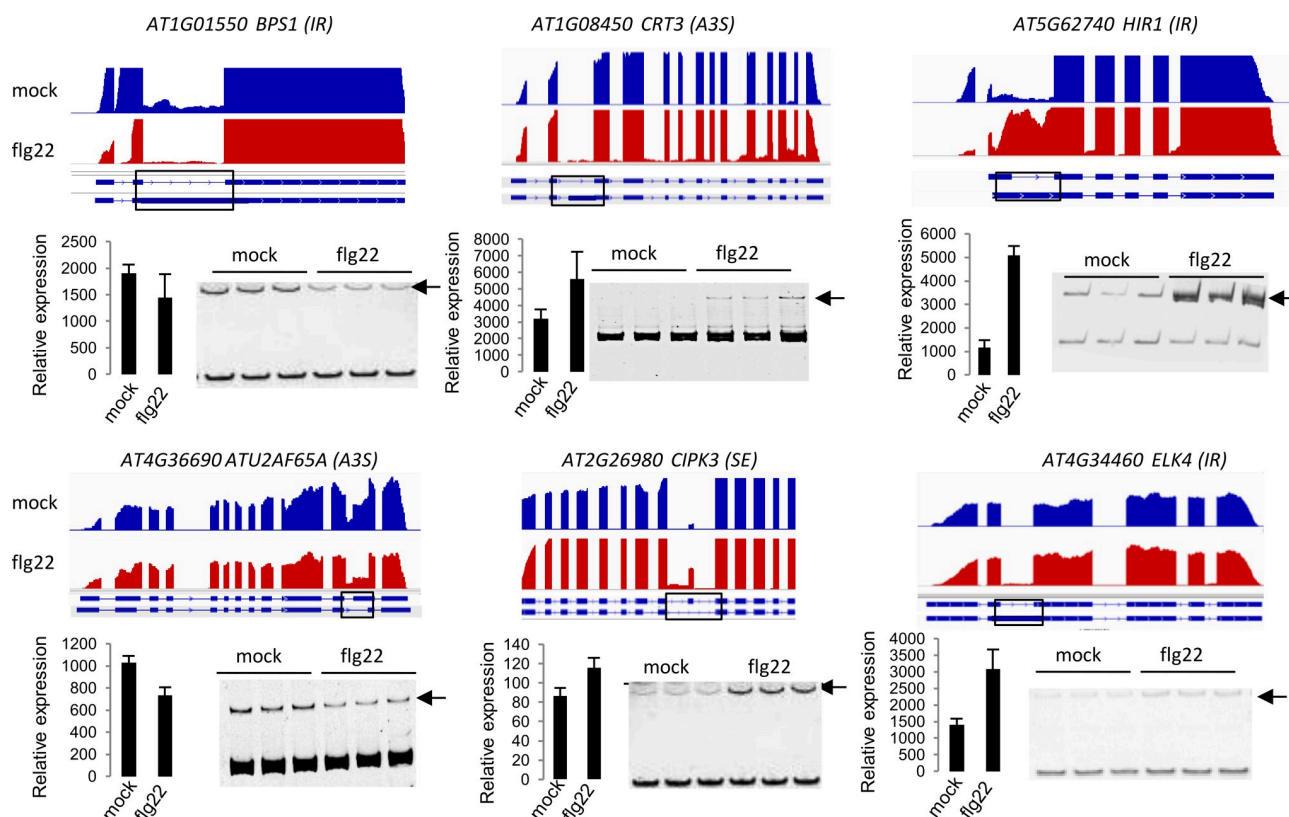 AT1G01550 BPS1 (IR)
AT1G08450 CRT3 (A3S)
AT5G62740 HIR1 (IR)
mock
flg22
Relative expression
2500
2000
1500
1000
500
0
mock
flg22
mock
flg22
Relative expression
8000
7000
6000
5000
4000
3000
2000
1000
0
mock
flg22
mock
flg22
Relative expression
6000
5000
4000
3000
2000
1000
0
mock
flg22
mock
flg22
AT4G36690 ATU2AF65A (A3S)
AT2G26980 CIPK3 (SE)
AT4G34460 ELK4 (IR)
mock
flg22
Relative expression
1200
1000
800
600
400
200
0
mock
flg22
mock
flg22
Relative expression
140
120
100
80
60
40
20
0
mock
flg22
mock
flg22
Relative expression
4000
3500
3000
2500
2000
1500
1000
500
0
mock
flg22
mock
flg22